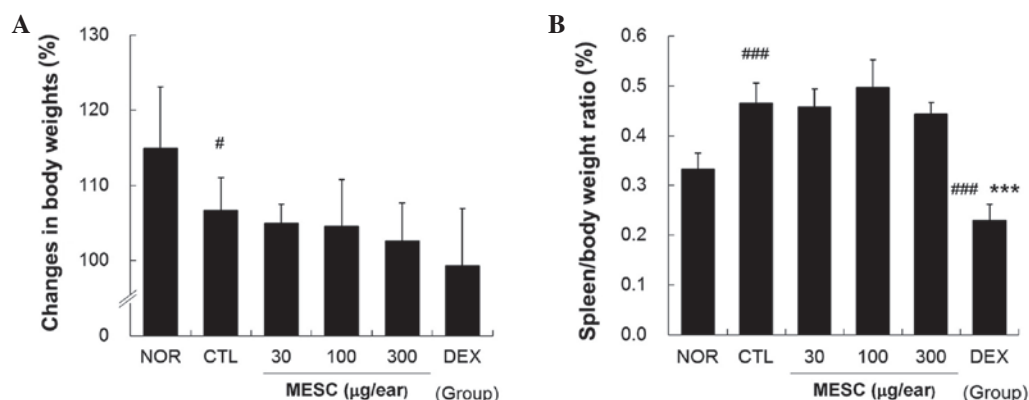 A
Changes in body weights (%)
130
120
110
100
0
#
NOR CTL 30 100 300 DEX
MESC (µg/ear) (Group)
B
Spleen/body weight ratio (%)
0.6
0.5
0.4
0.3
0.2
0.1
0.0
###
### ***
NOR CTL 30 100 300 DEX
MESC (µg/ear) (Group)